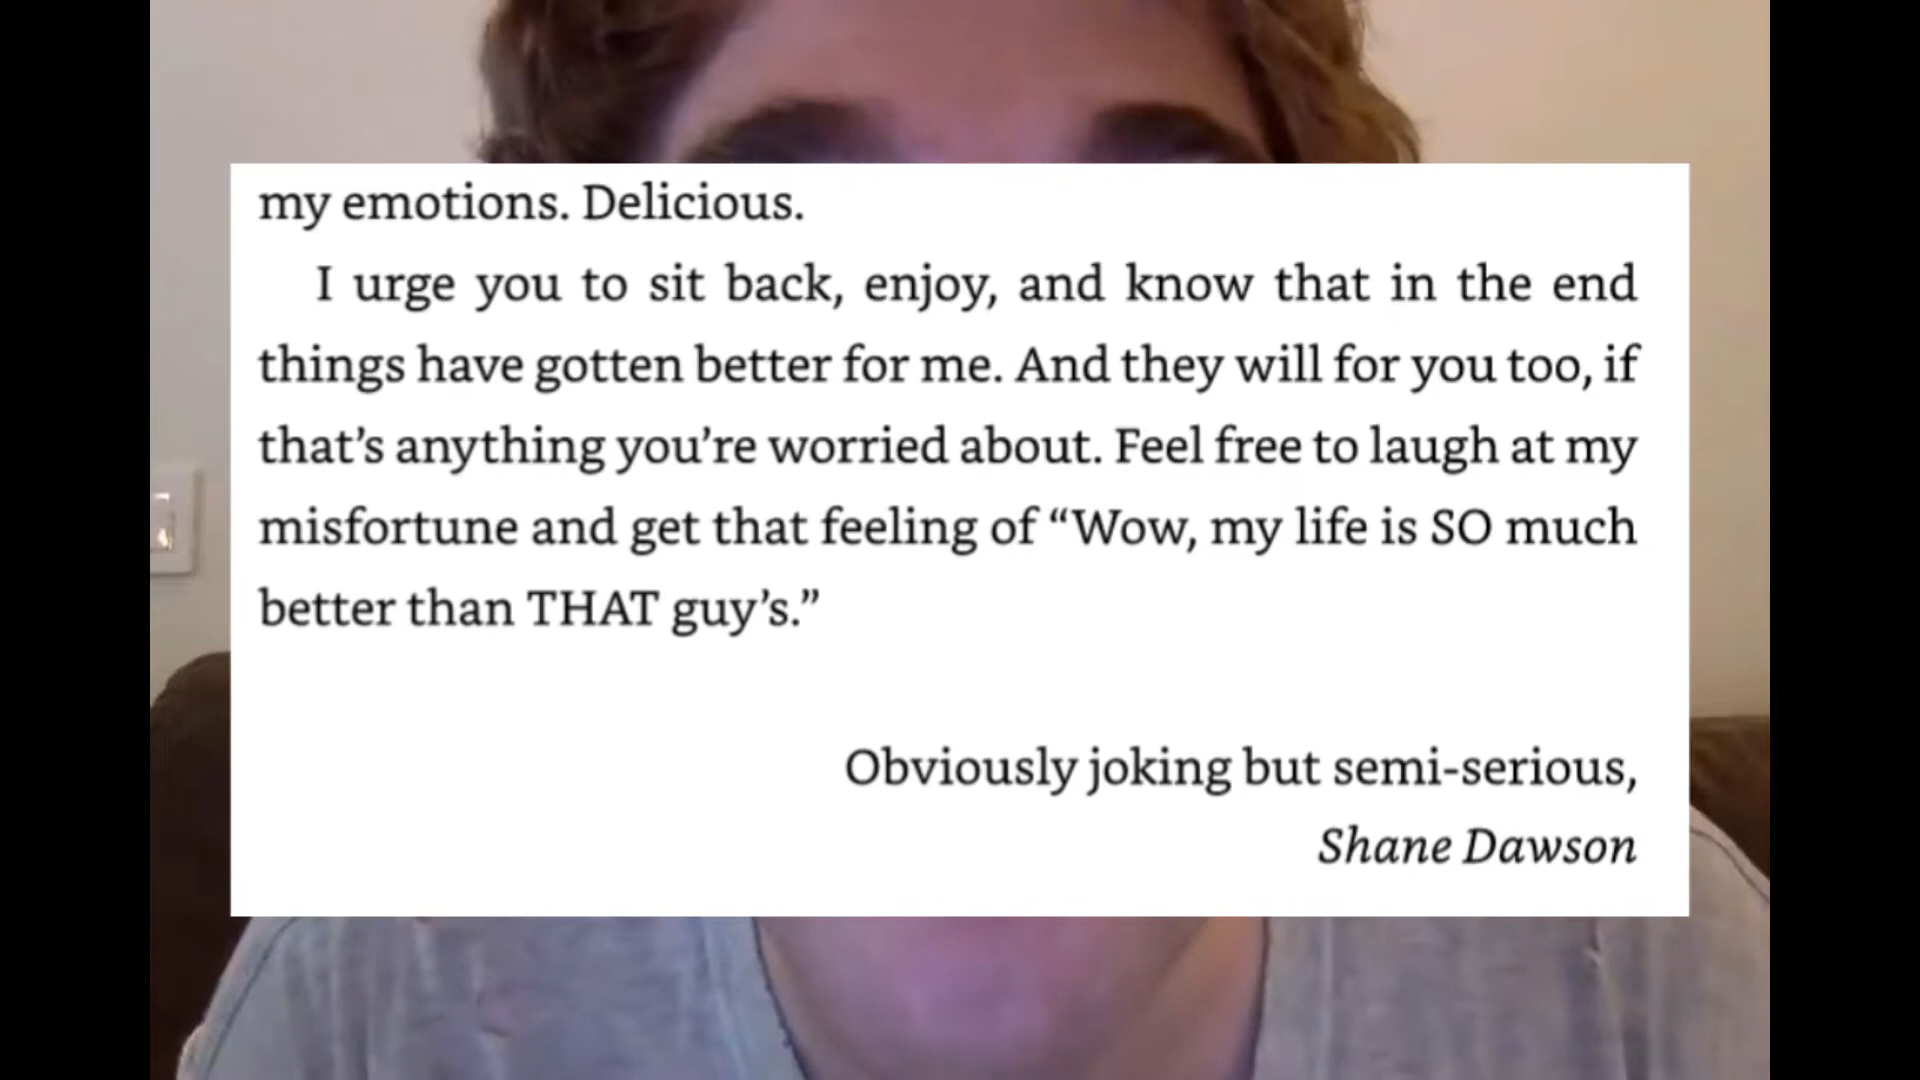 my emotions. Delicious.
I urge you to sit back, enjoy, and know that in the end
things have gotten better for me. And they will for you too, if
that’s anything you’re worried about. Feel free to laugh at my
misfortune and get that feeling of “Wow, my life is SO much
better than THAT guy’s.”
Obviously joking but semi-serious,
Shane Dawson